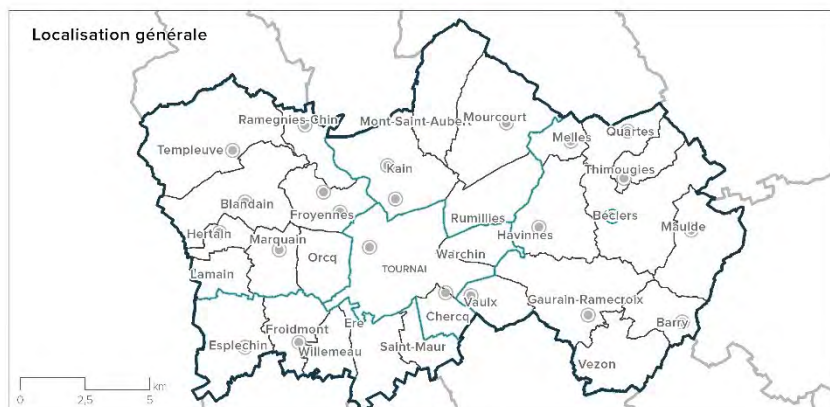 Localisation générale
Ramegnies-Chin
Mont-Saint-Aubert
Mourcourt
Melles
Quartes
Templeuve
Kain
Thimougies
Blandain
Froyennes
Rumillies
Béclers
Hertain
Marquain
Orcq
Havinnes
Maulde
Warchin
Lamain
TOURNAI
Vaulx
Gaurain-Ramecroix
Chercq
Barry
Froidmont
Ere
Esplechin
Willemeau
Saint-Maur
Vezon
km
0 2,5 5